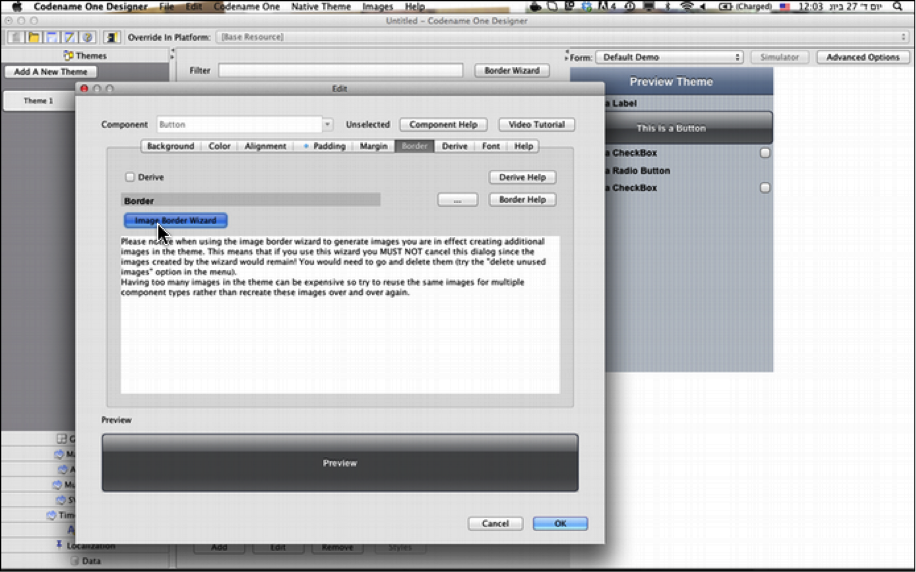 Codename One Designer File Edit Codename One Native Theme Images Help (Charged) 12:03 יום ד' 27 ביונ
Untitled – Codename One Designer
Override In Platform: [Base Resource]
Themes
Form: Default Demo Simulator Advanced Options
Add A New Theme
Filter Border Wizard
Preview Theme
Theme 1
Edit
a Label
Component Button Unselected Component Help Video Tutorial
This is a Button
Background Color Alignment Padding Margin Border Derive Font Help
a CheckBox
a Radio Button
Derive Derive Help
a CheckBox
Border ... Border Help
Image Border Wizard
Please notice when using the image border wizard to generate images you are in effect creating additional
images in the theme. This means that if you use this wizard you MUST NOT cancel this dialog since the
images created by the wizard would remain! You would need to go and delete them (try the "delete unused
images" option in the menu).
Having too many images in the theme can be expensive so try to reuse the same images for multiple
component types rather than recreate these images over and over again.
Preview
Preview
Cancel OK
Localization
Add Edit Remove Styles
Data